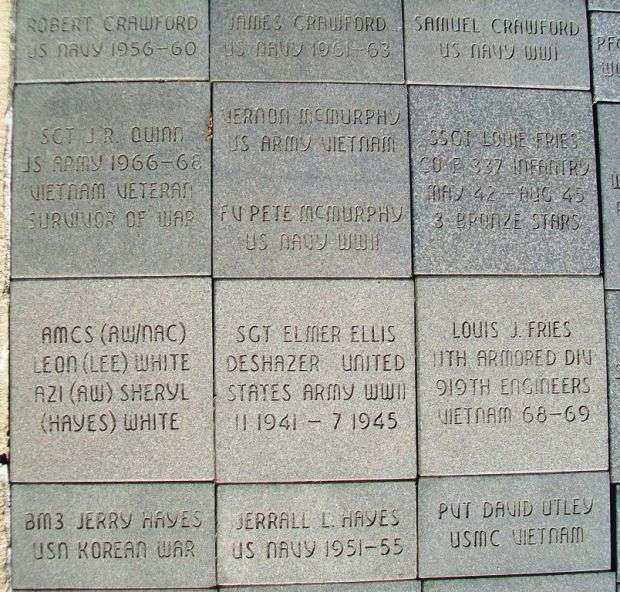 ROBERT CRAWFORD
US NAVY 1956-60
JAMES CRAWFORD
US NAVY 1961-63
SAMUEL CRAWFORD
US NAVY WWI
SGT J.R. QUINN
US ARMY 1966-68
VIETNAM VETERAN
SURVIVOR OF WAR
VERNON MCMURPHY
US ARMY VIETNAM
FV PETE MCMURPHY
US NAVY WWII
SSGT LOUIE FRIES
CO B 337 INFANTRY
MAY 42 - AUG 45
3 BRONZE STARS
AMCS (AW/NAC)
LEON (LEE) WHITE
AZ1 (AW) SHERYL
(HAYES) WHITE
SGT ELMER ELLIS
DESHAZER UNITED
STATES ARMY WWII
11 1941 - 7 1945
LOUIS J. FRIES
11TH ARMORED DIV
919TH ENGINEERS
VIETNAM 68-69
BM3 JERRY HAYES
USN KOREAN WAR
JERRALL L. HAYES
US NAVY 1951-55
PVT DAVID UTLEY
USMC VIETNAM